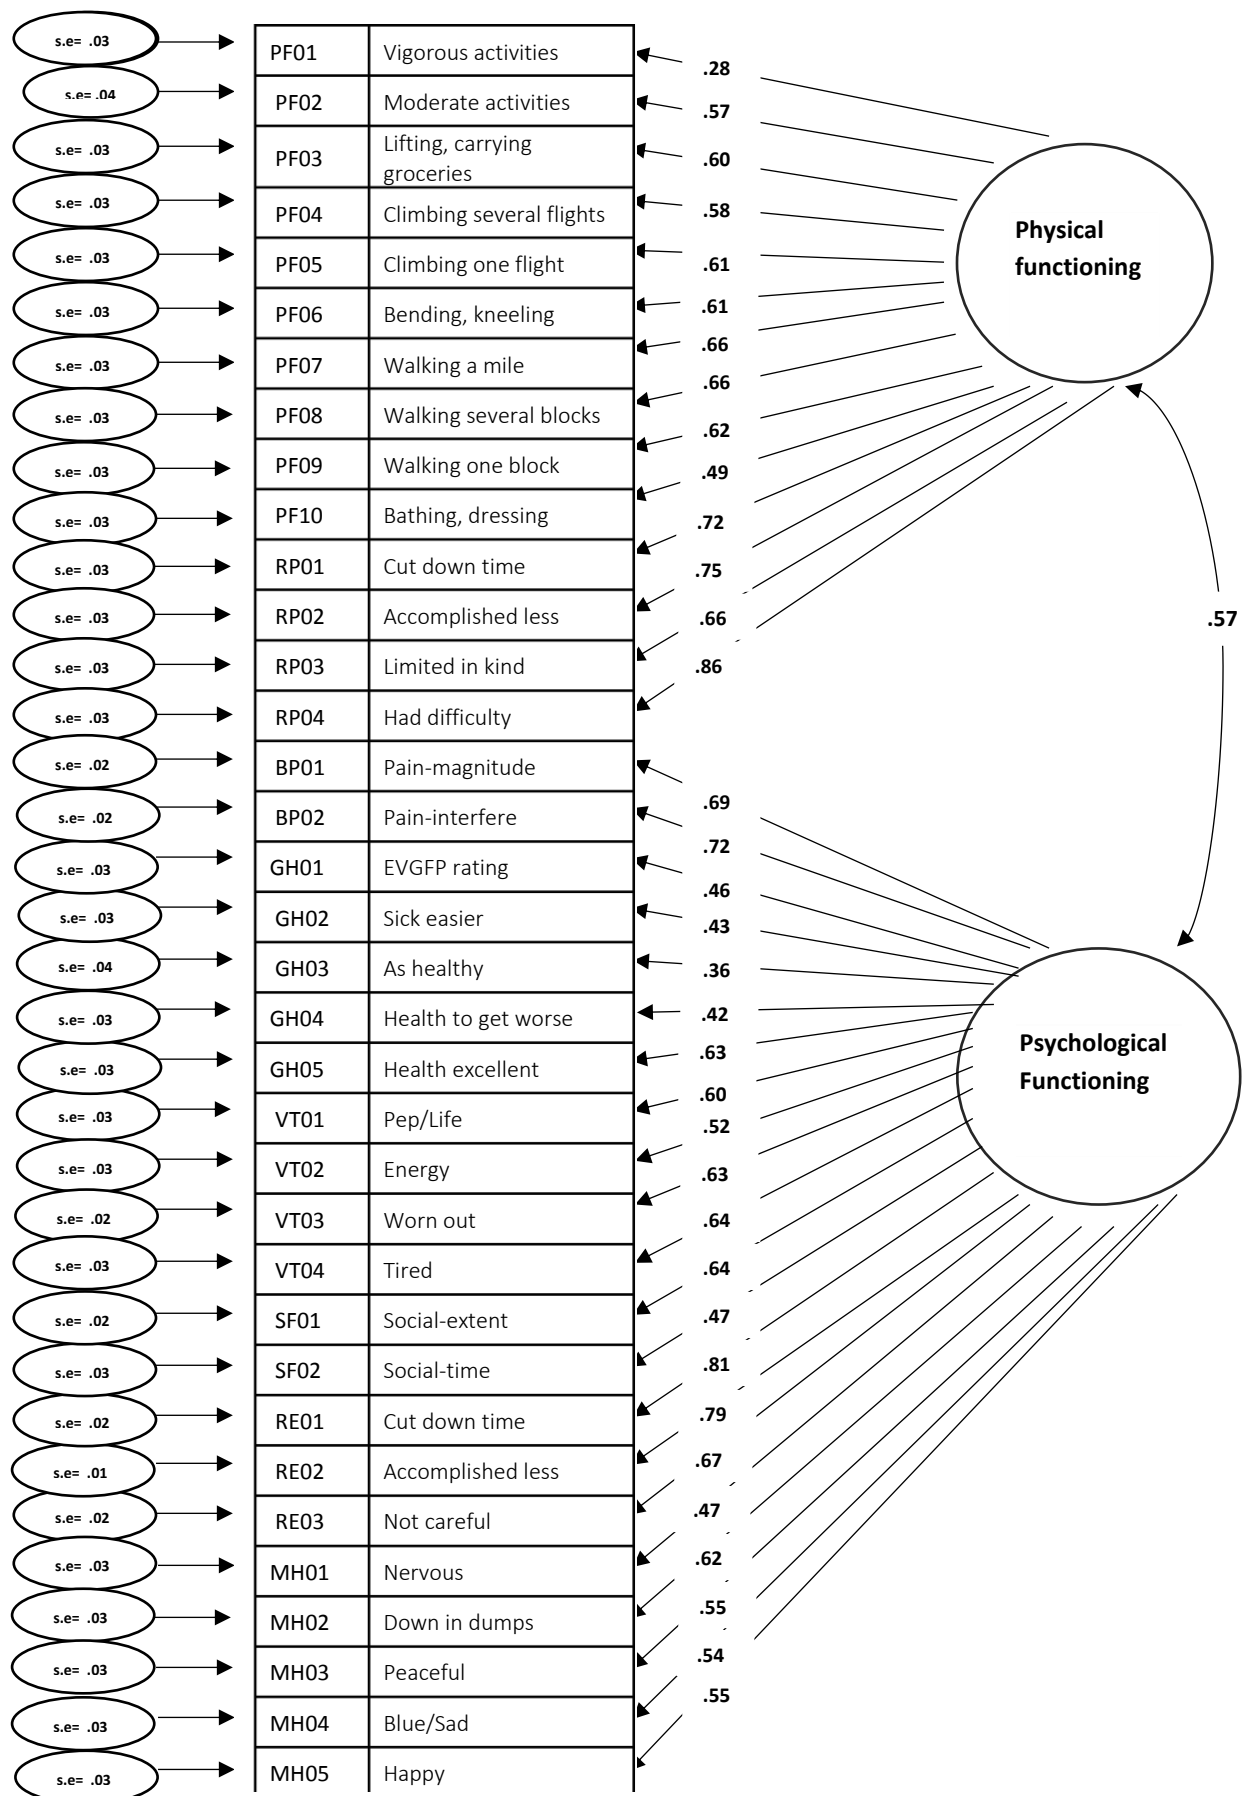 s.e= .03
PF01 Vigorous activities
.28
s.e= .04
PF02 Moderate activities
.57
s.e= .03
PF03 Lifting, carrying
groceries
.60
s.e= .03
PF04 Climbing several flights
.58
Physical
functioning
s.e= .03
PF05 Climbing one flight
.61
s.e= .03
PF06 Bending, kneeling
.61
s.e= .03
PF07 Walking a mile
.66
s.e= .03
PF08 Walking several blocks
.66
s.e= .03
PF09 Walking one block
.62
s.e= .03
PF10 Bathing, dressing
.49
s.e= .03
RP01 Cut down time
.72
s.e= .03
RP02 Accomplished less
.75
s.e= .03
RP03 Limited in kind
.66
.57
s.e= .03
RP04 Had difficulty
.86
s.e= .02
BP01 Pain-magnitude
.69
s.e= .02
BP02 Pain-interfere
.72
s.e= .03
GH01 EVGFP rating
.46
s.e= .03
GH02 Sick easier
.43
s.e= .04
GH03 As healthy
.36
s.e= .03
GH04 Health to get worse
.42
Psychological
Functioning
s.e= .03
GH05 Health excellent
.63
s.e= .03
VT01 Pep/Life
.60
s.e= .03
VT02 Energy
.52
s.e= .02
VT03 Worn out
.63
s.e= .03
VT04 Tired
.64
s.e= .02
SF01 Social-extent
.64
s.e= .03
SF02 Social-time
.47
s.e= .02
RE01 Cut down time
.81
s.e= .01
RE02 Accomplished less
.79
s.e= .02
RE03 Not careful
.67
s.e= .03
MH01 Nervous
.47
s.e= .03
MH02 Down in dumps
.62
s.e= .03
MH03 Peaceful
.55
s.e= .03
MH04 Blue/Sad
.54
s.e= .03
MH05 Happy
.55